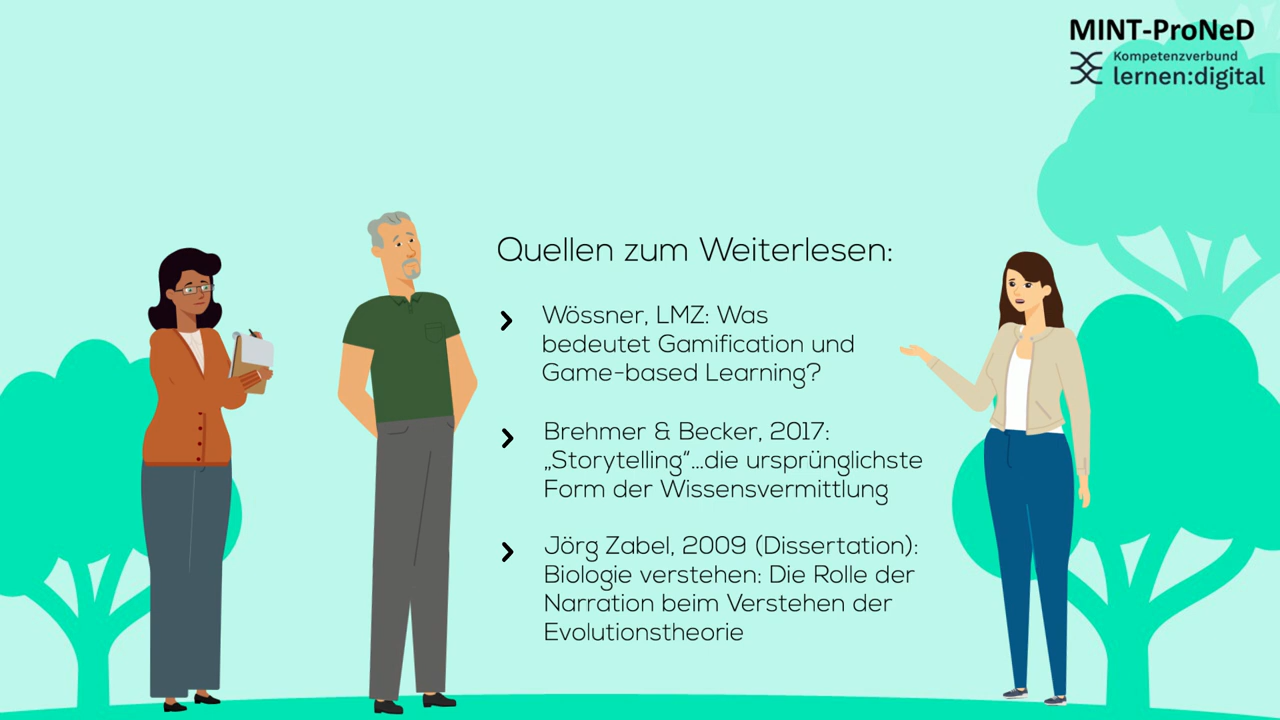 MINT-ProNeD
Kompetenzverbund
lernen:digital
Quellen zum Weiterlesen:
Wössner, LMZ: Was
bedeutet Gamification und
Game-based Learning?
Brehmer & Becker, 2017:
„Storytelling“...die ursprünglichste
Form der Wissensvermittlung
Jörg Zabel, 2009 (Dissertation):
Biologie verstehen: Die Rolle der
Narration beim Verstehen der
Evolutionstheorie